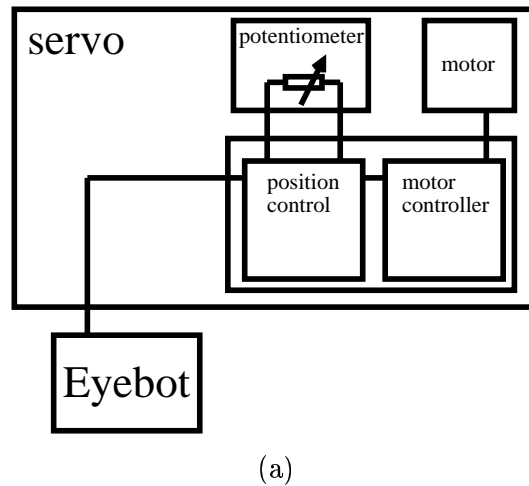 servo
potentiometer
motor
position
control
motor
controller
Eyebot
(a)